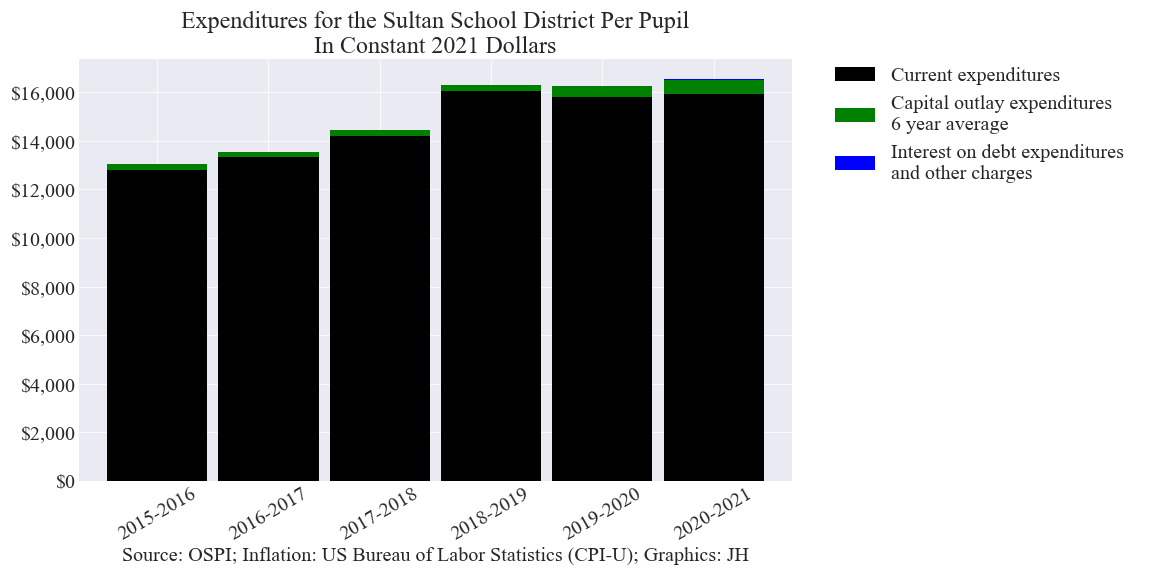 Expenditures for the Sultan School District Per Pupil
In Constant 2021 Dollars
$16,000
$14,000
$12,000
$10,000
$8,000
$6,000
$4,000
$2,000
$0
2015-2016
2016-2017
2017-2018
2018-2019
2019-2020
2020-2021
Source: OSPI; Inflation: US Bureau of Labor Statistics (CPI-U); Graphics: JH
Current expenditures
Capital outlay expenditures
6 year average
Interest on debt expenditures
and other charges